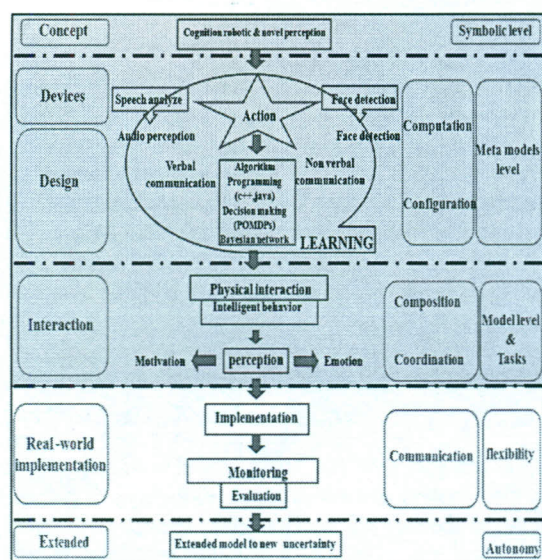 Concept
Cognition robotic & novel perception
Symbolic level
Devices
Speech analyze
Action
Face detection
Audio perception
Face detection
Computation
Meta models
level
Verbal
communication
Non verbal
communication
Design
Algorithm
Programming
(c++,java)
Decision making
(POMDPs)
Bayesian network
Configuration
LEARNING
Physical interaction
Intelligent behavior
Interaction
Composition
Coordination
Model level
&
Tasks
Motivation
perception
Emotion
Implementation
Real-world
implementation
Monitoring
Evaluation
Communication
flexibility
Extended
Extended model to new uncertainty
Autonomy